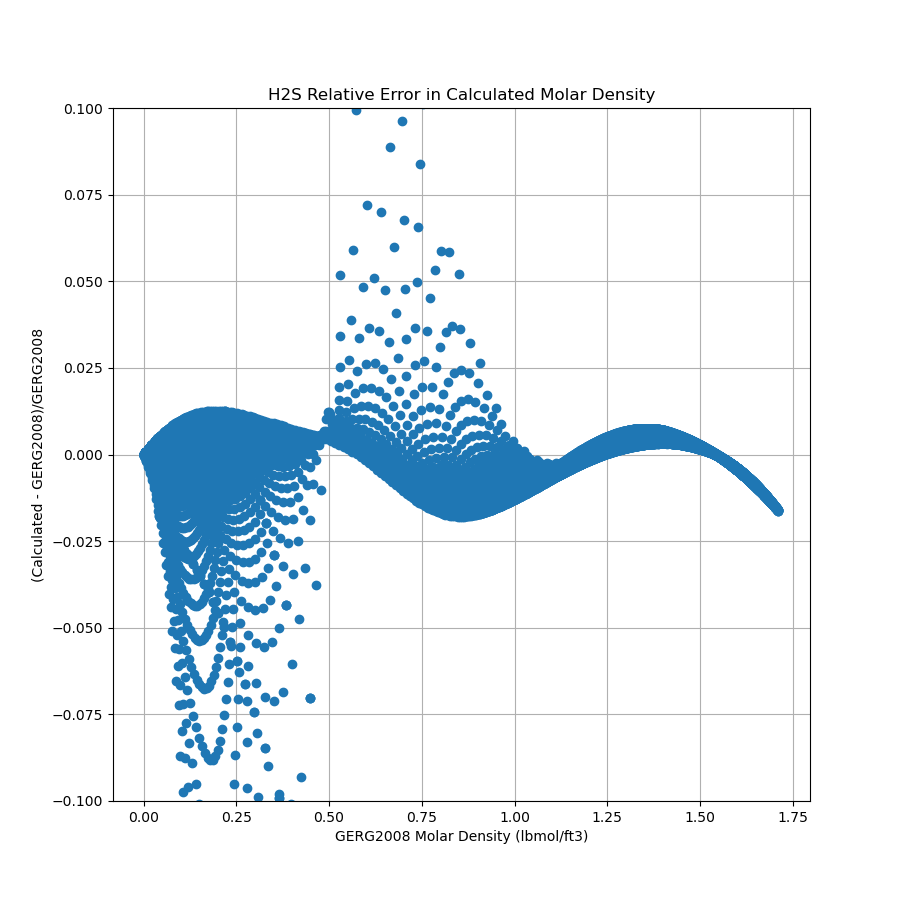 H2S Relative Error in Calculated Molar Density
0.100
0.075
0.050
0.025
0.000
−0.025
−0.050
−0.075
−0.100
(Calculated - GERG2008)/GERG2008
0.00 0.25 0.50 0.75 1.00 1.25 1.50 1.75
GERG2008 Molar Density (lbmol/ft3)